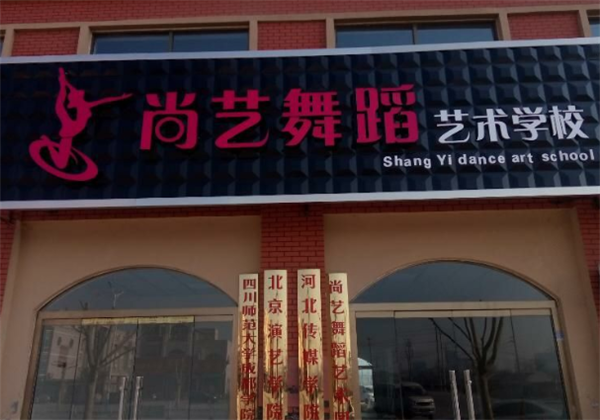 尚艺舞蹈 艺术学校
Shang Yi dance art school
四川师范大学成都学院
北京演艺学院
河北传媒学院
尚艺舞蹈艺术